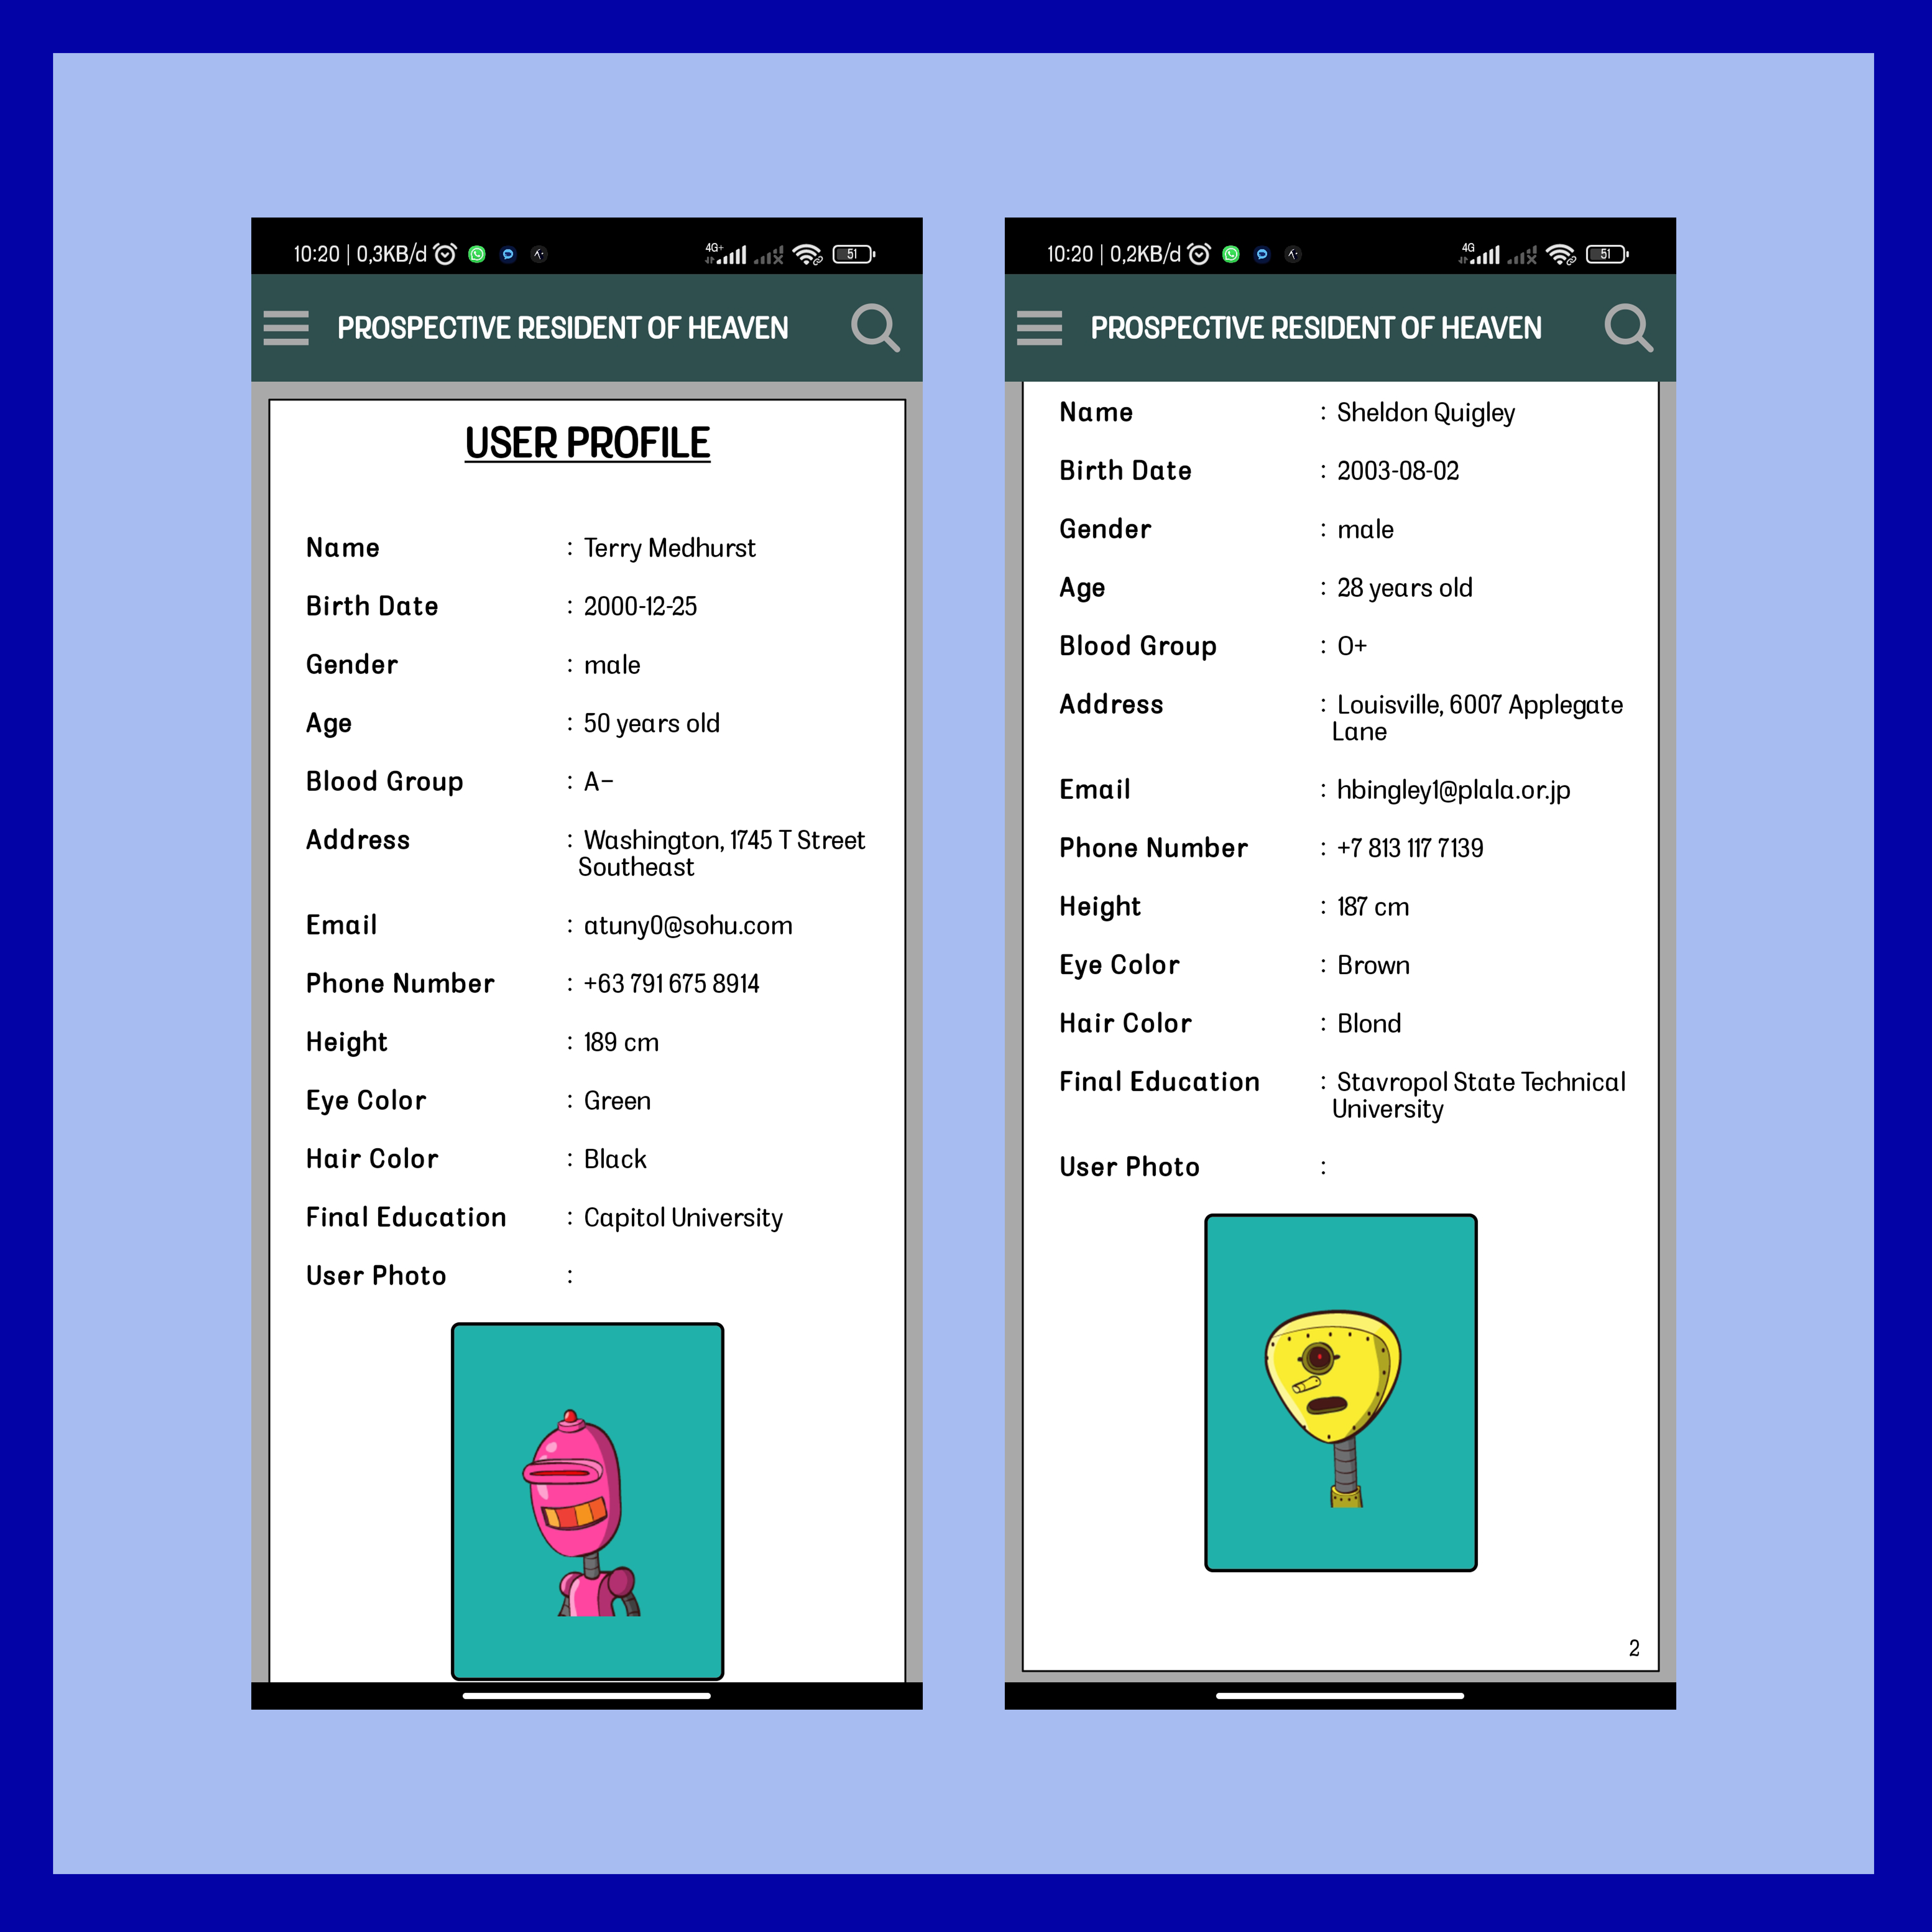 10:20 | 0,3KB/d
4G+
51
PROSPECTIVE RESIDENT OF HEAVEN
USER PROFILE
Name : Terry Medhurst
Birth Date : 2000-12-25
Gender : male
Age : 50 years old
Blood Group : A−
Address : Washington, 1745 T Street
Southeast
Email : atuny0@sohu.com
Phone Number : +63 791 675 8914
Height : 189 cm
Eye Color : Green
Hair Color : Black
Final Education : Capitol University
User Photo :
10:20 | 0,2KB/d
4G
51
PROSPECTIVE RESIDENT OF HEAVEN
Name : Sheldon Quigley
Birth Date : 2003-08-02
Gender : male
Age : 28 years old
Blood Group : O+
Address : Louisville, 6007 Applegate
Lane
Email : hbingley1@plala.or.jp
Phone Number : +7 813 117 7139
Height : 187 cm
Eye Color : Brown
Hair Color : Blond
Final Education : Stavropol State Technical
University
User Photo :
2